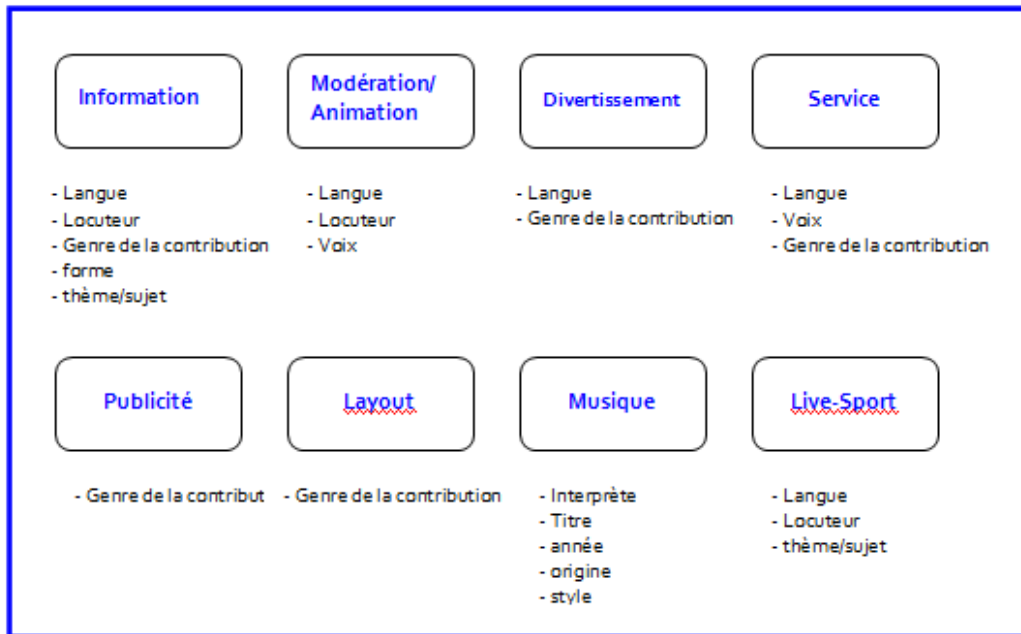 Information
Modération/
Animation
Divertissement
Service
- Langue
- Locuteur
- Genre de la contribution
- forme
- thème/sujet
- Langue
- Locuteur
- Voix
- Langue
- Genre de la contribution
- Langue
- Voix
- Genre de la contribution
Publicité
Layout
Musique
Live-Sport
- Genre de la contribut
- Genre de la contribution
- Interprète
- Titre
- année
- origine
- style
- Langue
- Locuteur
- thème/sujet